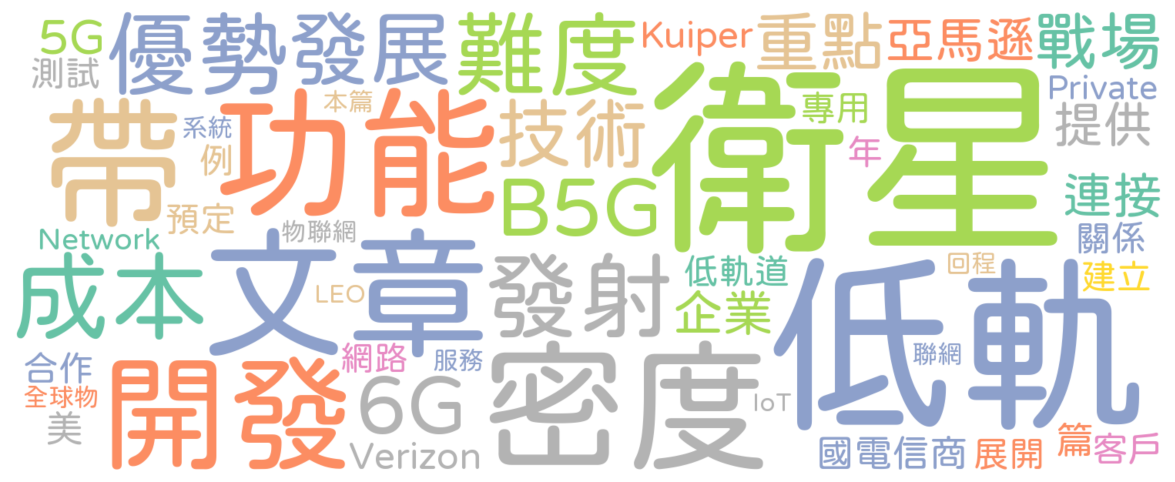 5G 優勢 發展 難度 Kuiper 重點 亞馬遜 戰場
測試 本篇 技術 衛星 專用 Private
帶 功能 系統 例 年 提供
預定 B5G 連接
Network 物聯網 關係
成本 文章 LEO 發射 低軌道 回程 建立
企業 低軌
合作 開發 網路 服務 密度 聯網
全球物 6G IoT
美 Verizon 國電信商 展開 篇 客戶